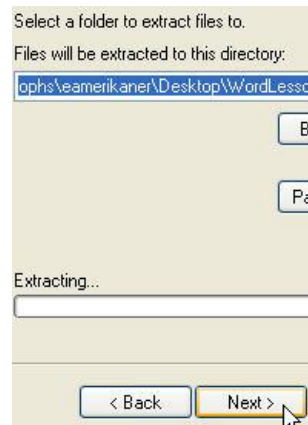 Select a folder to extract files to.
Files will be extracted to this directory:
ophs\eamerikaner\Desktop\WordLesso
B
Pa
Extracting...
< Back Next >